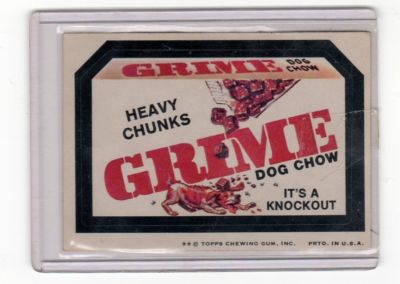 GRIME DOG CHOW
HEAVY CHUNKS
GRIME
DOG CHOW
IT'S A KNOCKOUT
** © TOPPS CHEWING GUM, INC. PRTD. IN U.S.A.